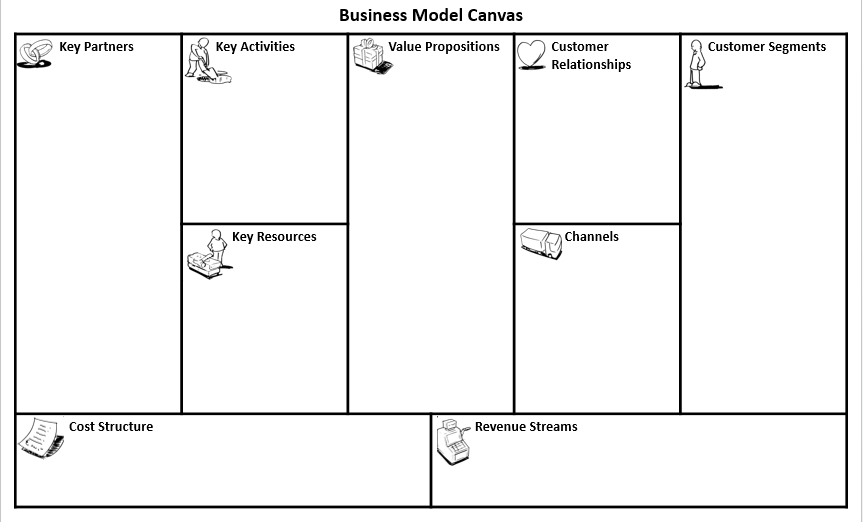 Business Model Canvas
Key Partners
Key Activities
Value Propositions
Customer
Relationships
Customer Segments
Key Resources
Channels
Cost Structure
Revenue Streams